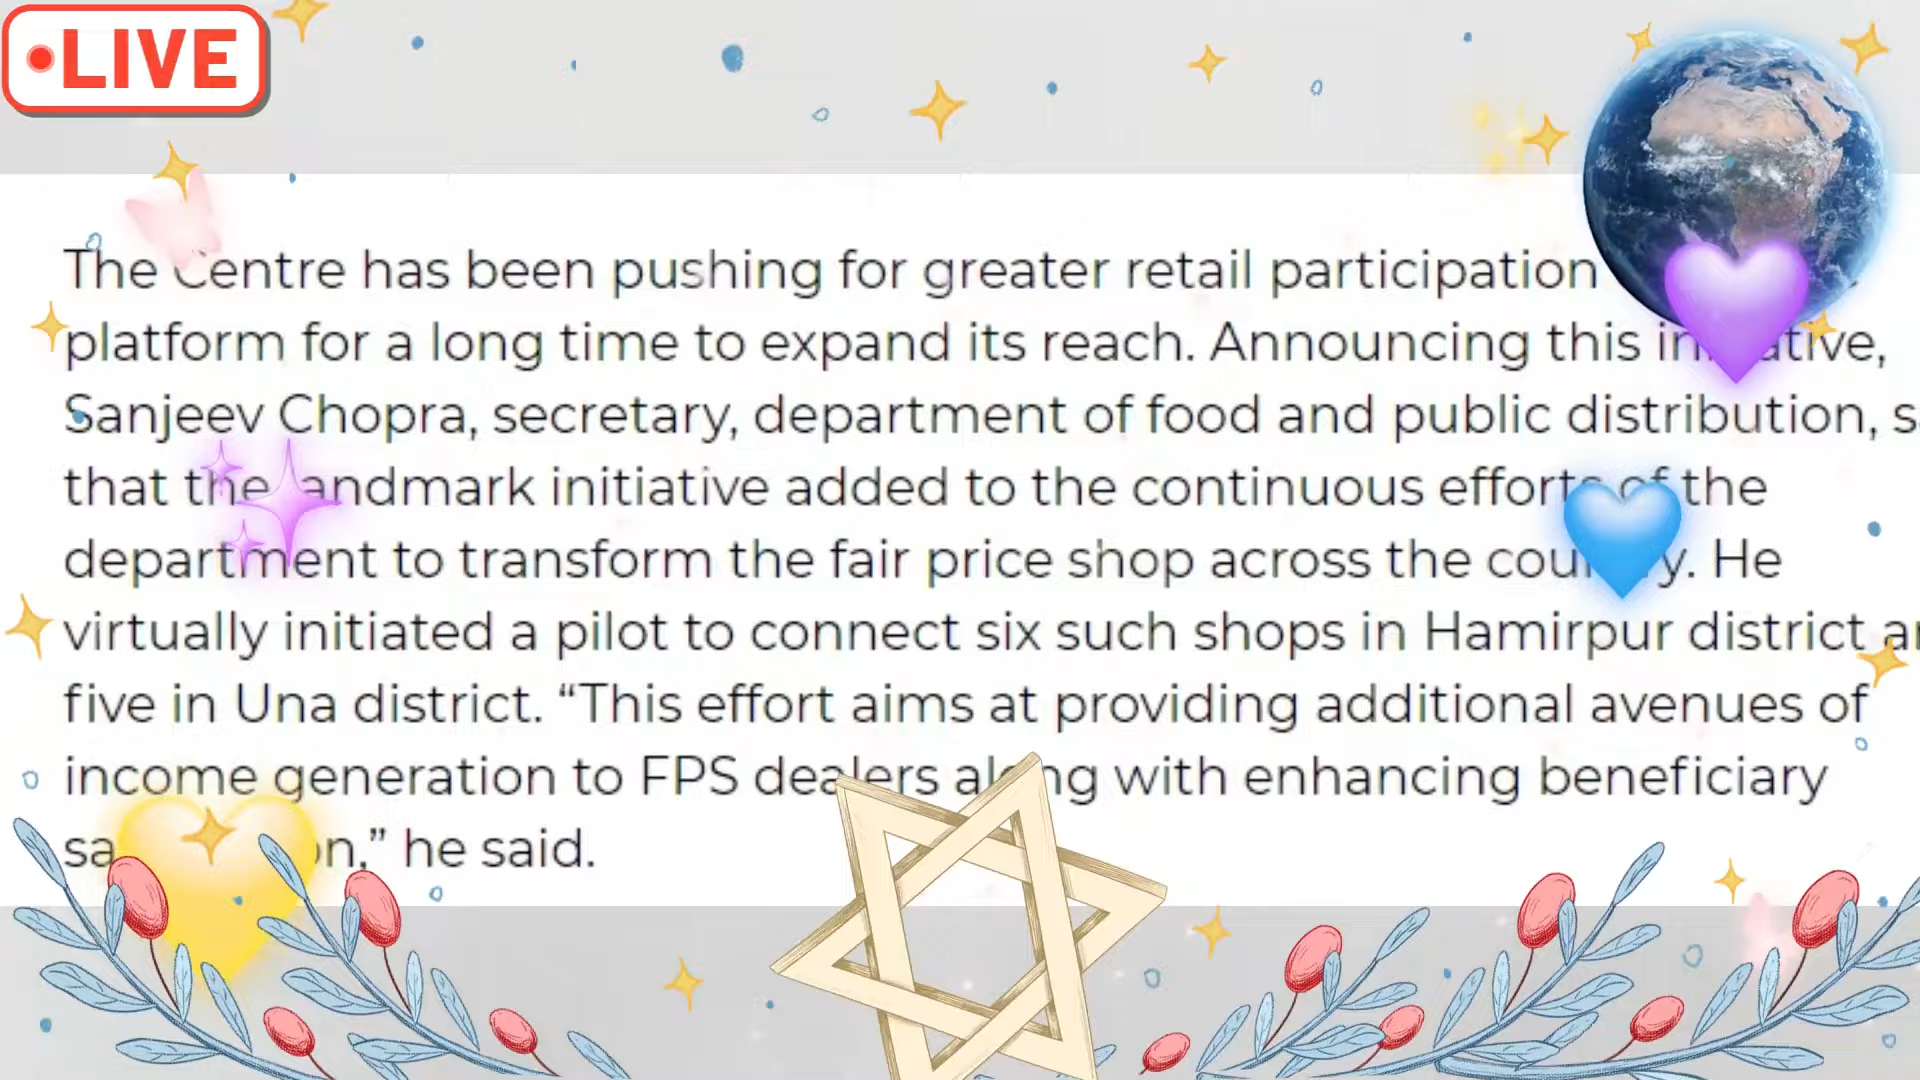 LIVE
The Centre has been pushing for greater retail participation
platform for a long time to expand its reach. Announcing this
Sanjeev Chopra, secretary, department of food and public distribution,
that the landmark initiative added to the continuous efforts of the
department to transform the fair price shop across the country. He
virtually initiated a pilot to connect six such shops in Hamirpur district
five in Una district. “This effort aims at providing additional avenues of
income generation to FPS dealers along with enhancing beneficiary
he said.